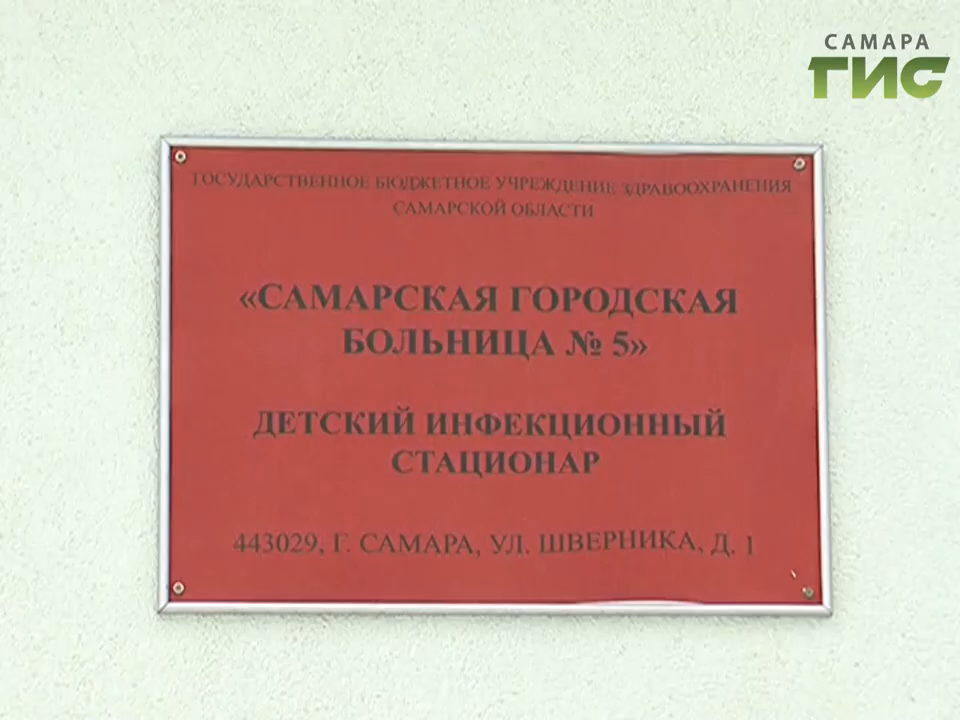 САМАРА
ГИС
ГОСУДАРСТВЕННОЕ БЮДЖЕТНОЕ УЧРЕЖДЕНИЕ ЗДРАВООХРАНЕНИЯ
САМАРСКОЙ ОБЛАСТИ
«САМАРСКАЯ ГОРОДСКАЯ
БОЛЬНИЦА № 5»
ДЕТСКИЙ ИНФЕКЦИОННЫЙ
СТАЦИОНАР
443029, Г. САМАРА, УЛ. ШВЕРНИКА, Д. 1